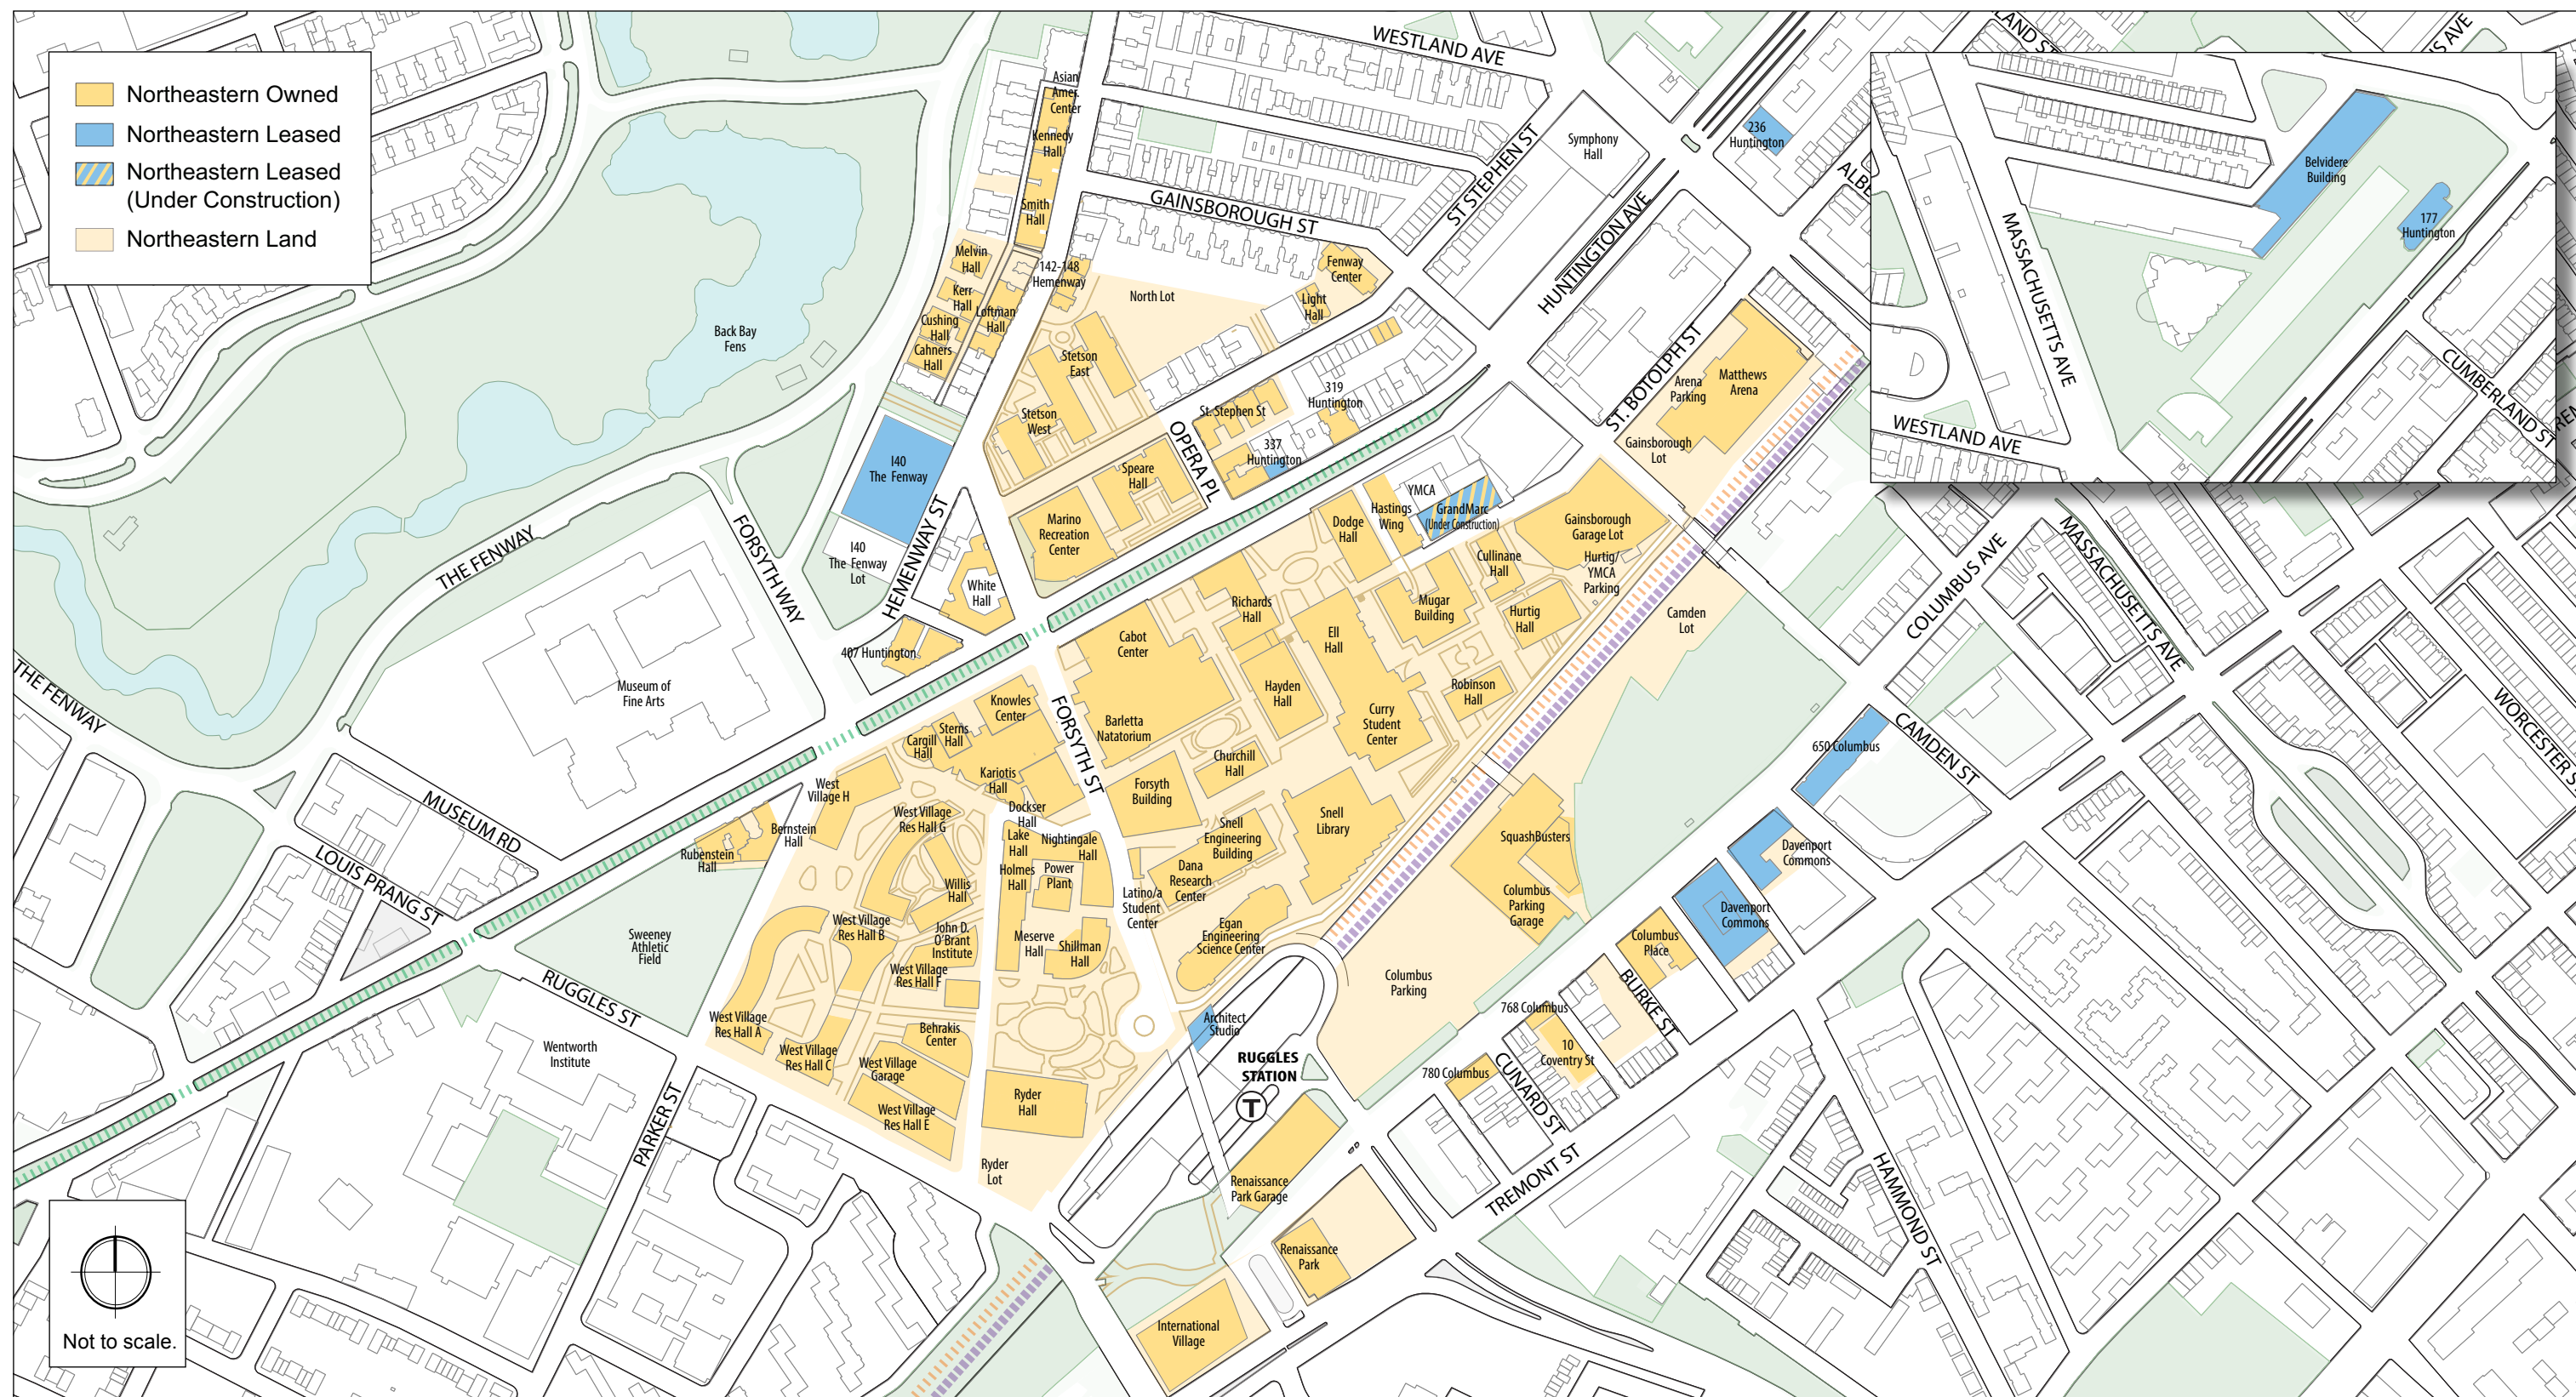 Northeastern Owned
Northeastern Leased
Northeastern Leased
(Under Construction)
Northeastern Land
Not to scale.
WESTLAND AVE
Asian
Amer.
Center
Kennedy
Hall
Smith
Hall
Symphony
Hall
236
Huntington
Belvidere
Building
177
Huntington
MASSACHUSETTS AVE
WESTLAND AVE
CUMBERLAND ST
ST STEPHEN ST
GAINSBOROUGH ST
HUNTINGTON AVE
Melvin
Hall
142-148
Hemenway
Kerr
Hall
Loftman
Hall
Cushing
Hall
Cahners
Hall
North Lot
Fenway
Center
Light
Hall
Back Bay
Fens
Stetson
East
Stetson
West
St. Stephen St
319
Huntington
337
Huntington
OPERA PL
ST. BOTOLPH ST
Arena
Parking
Matthews
Arena
Gainsborough
Lot
I40
The Fenway
I40
The Fenway
Lot
Speare
Hall
Marino
Recreation
Center
Dodge
Hall
Hastings
Wing
YMCA
GrandMarc
(Under Construction)
Gainsborough
Garage Lot
Hurtig/
YMCA
Parking
Cullinane
Hall
Camden
Lot
THE FENWAY
FORSYTH WAY
HEMENWAY ST
White
Hall
407 Huntington
Richards
Hall
Ell
Hall
Mugar
Building
Hurtig
Hall
Cabot
Center
Hayden
Hall
Robinson
Hall
Curry
Student
Center
Barletta
Natatorium
COLUMBUS AVE
MASSACHUSETTS AVE
WORCESTER S
CAMDEN ST
650 Columbus
THE FENWAY
Museum of
Fine Arts
Knowles
Center
Sterns
Hall
Cargill
Hall
FORSYTH ST
Kariotis
Hall
Dockser
Hall
West
Village H
West Village
Res Hall G
Churchill
Hall
Forsyth
Building
Snell
Library
Snell
Engineering
Building
SquashBusters
Davenport
Commons
Davenport
Commons
MUSEUM RD
LOUIS PRANG ST
Bernstein
Hall
Rubenstein
Hall
Lake
Hall
Nightingale
Hall
Holmes
Hall
Power
Plant
Willis
Hall
Dana
Research
Center
Latino/a
Student
Center
Columbus
Parking
Garage
Columbus
Place
Sweeney
Athletic
Field
West Village
Res Hall B
John D.
O'Brant
Institute
Meserve
Hall
Shillman
Hall
Egan
Engineering
Science Center
Columbus
Parking
West Village
Res Hall F
RUGGLES ST
BURKE ST
768 Columbus
10
Coventry St
780 Columbus
CUNARD ST
Wentworth
Institute
West Village
Res Hall A
West Village
Res Hall C
Behrakis
Center
West Village
Garage
West Village
Res Hall E
Architect
Studio
RUGGLES
STATION
T
Ryder
Hall
Ryder
Lot
PARKER ST
TREMONT ST
HAMMOND ST
Renaissance
Park Garage
Renaissance
Park
International
Village